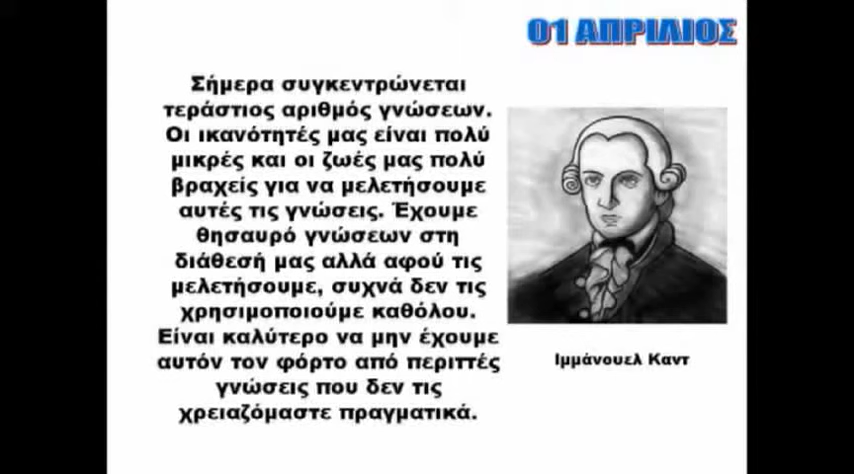 01 ΑΠΡΙΛΙΟΣ
Σήμερα συγκεντρώνεται
τεράστιος αριθμός γνώσεων.
Οι ικανότητές μας είναι πολύ
μικρές και οι ζωές μας πολύ
βραχείς για να μελετήσουμε
αυτές τις γνώσεις. Έχουμε
θησαυρό γνώσεων στη
διάθεσή μας αλλά αφού τις
μελετήσουμε, συχνά δεν τις
χρησιμοποιούμε καθόλου.
Είναι καλύτερο να μην έχουμε
αυτόν τον φόρτο από περιττές
γνώσεις που δεν τις
χρειαζόμαστε πραγματικά.
Ιμμάνουελ Καντ